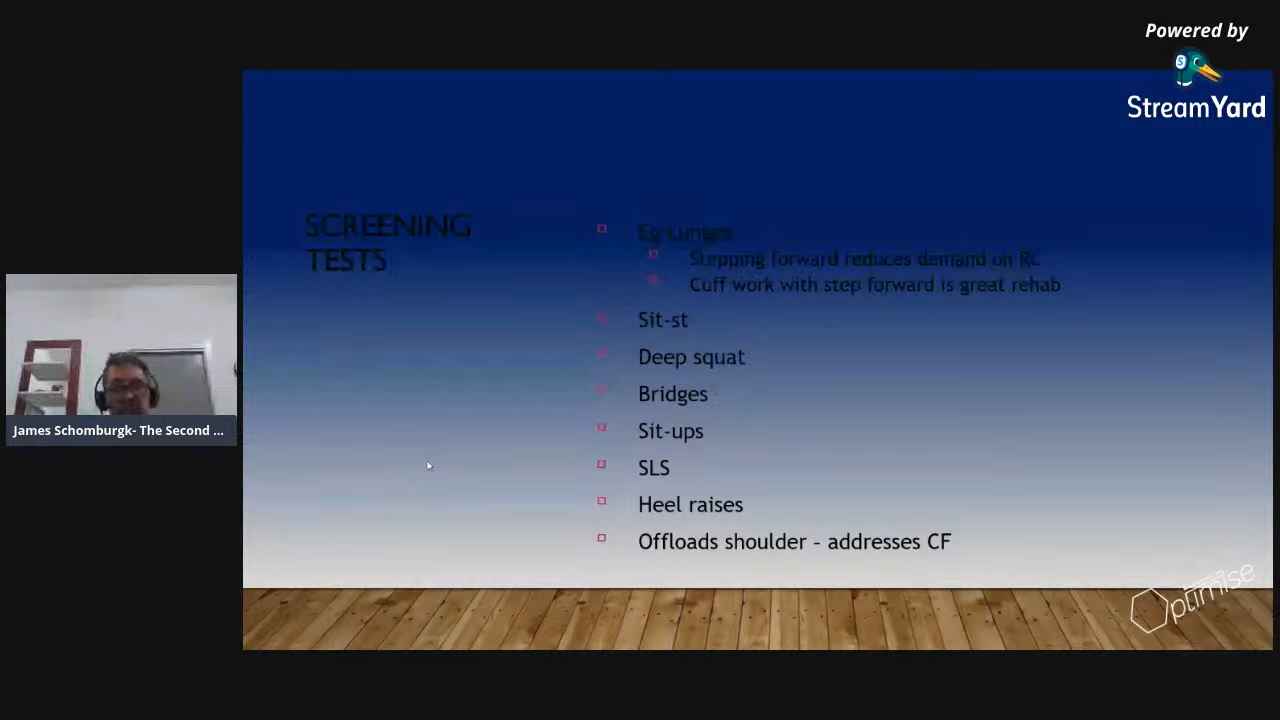 Powered by
StreamYard
SCREENING
TESTS
Eg Lunges
Stepping forward reduces demand on RC
Cuff work with step forward is great rehab
Sit-st
Deep squat
Bridges
Sit-ups
SLS
Heel raises
Offloads shoulder – addresses CF
James Schomburgk- The Second ...
Optimise